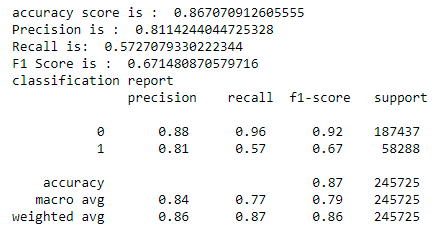 accuracy score is :  0.867070912605555
Precision is :  0.8114244044725328
Recall is:  0.5727079330222344
F1 Score is :  0.671480870579716
classification report
precision recall f1-score support
0 0.88 0.96 0.92 187437
1 0.81 0.57 0.67 58288
accuracy 0.87 245725
macro avg 0.84 0.77 0.79 245725
weighted avg 0.86 0.87 0.86 245725